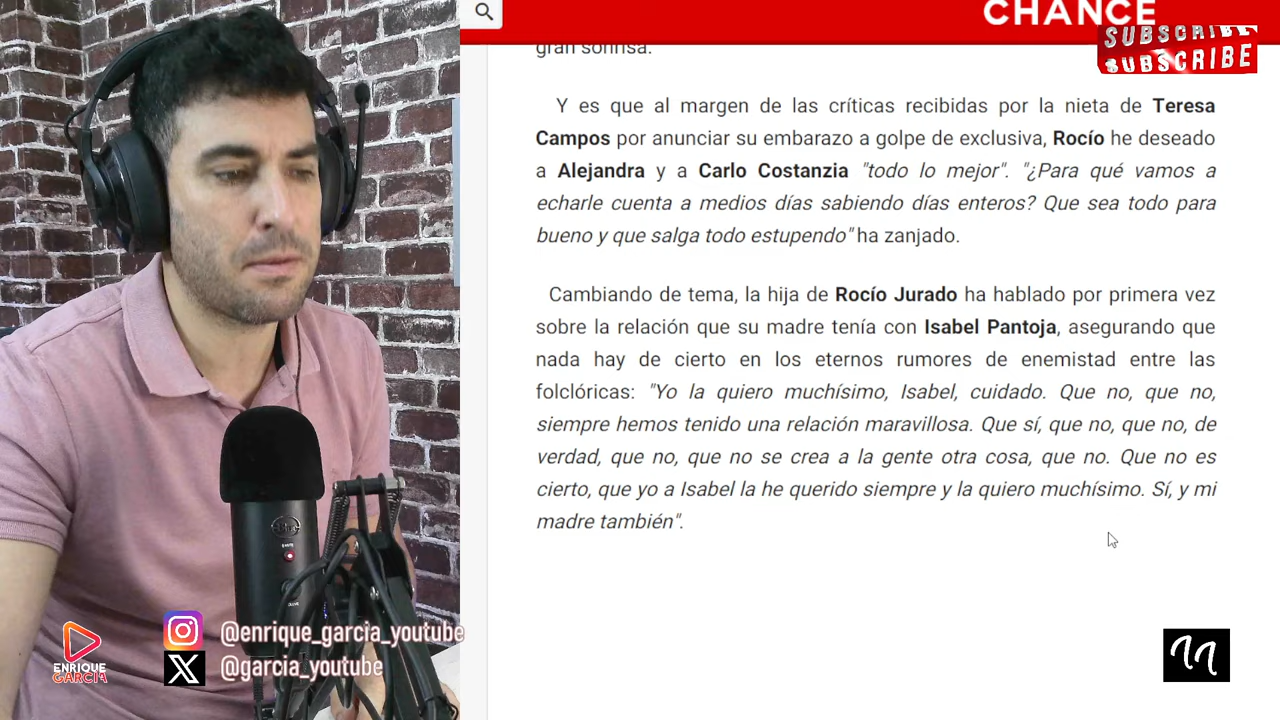 CHANCE
SUBSCRIBE
SUBSCRIBE
gran sonrisa.
Y es que al margen de las críticas recibidas por la nieta de Teresa
Campos por anunciar su embarazo a golpe de exclusiva, Rocío he deseado
a Alejandra y a Carlo Costanzia "todo lo mejor". "¿Para qué vamos a
echarle cuenta a medios días sabiendo días enteros? Que sea todo para
bueno y que salga todo estupendo" ha zanjado.
Cambiando de tema, la hija de Rocío Jurado ha hablado por primera vez
sobre la relación que su madre tenía con Isabel Pantoja, asegurando que
nada hay de cierto en los eternos rumores de enemistad entre las
folclóricas: "Yo la quiero muchísimo, Isabel, cuidado. Que no, que no,
siempre hemos tenido una relación maravillosa. Que sí, que no, que no, de
verdad, que no, que no se crea a la gente otra cosa, que no. Que no es
cierto, que yo a Isabel la he querido siempre y la quiero muchísimo. Sí, y mi
madre también".
@enrique_garcia_youtube
@garcia_youtube
ENRIQUE
GARCIA